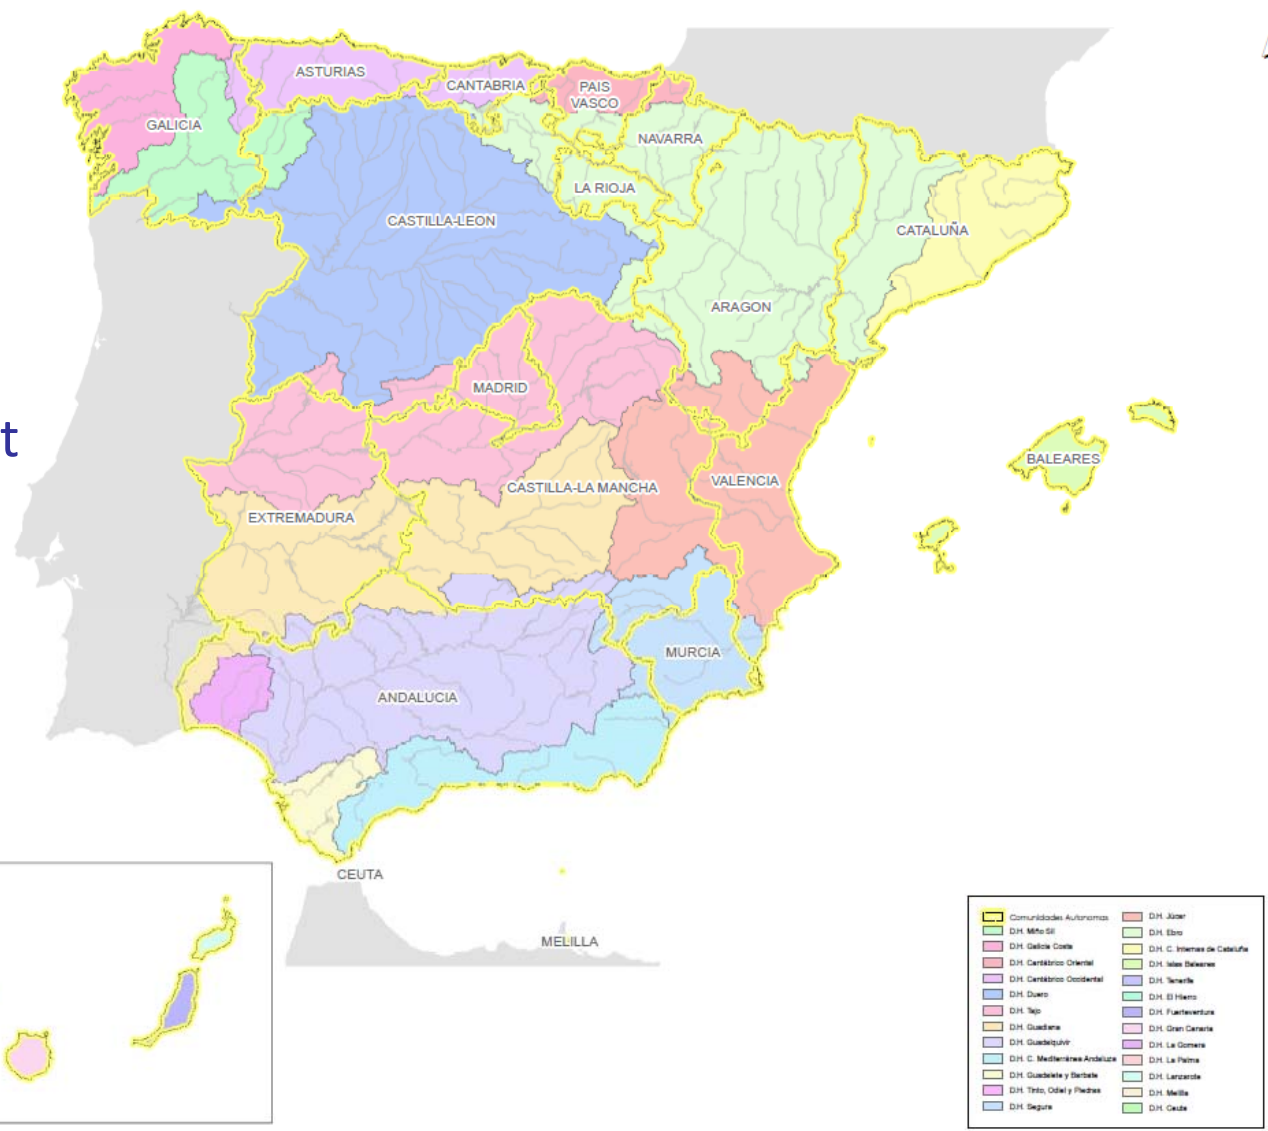 ASTURIAS
CANTABRIA
PAIS
VASCO
GALICIA
NAVARRA
LA RIOJA
CASTILLA-LEON
CATALUÑA
ARAGON
MADRID
t
BALEARES
VALENCIA
CASTILLA-LA MANCHA
EXTREMADURA
MURCIA
ANDALUCIA
CEUTA
MELILLA
Comunidades Autonomas
D.H. Miño Sil
D.H. Galicia Costa
D.H. Cantábrico Oriental
D.H. Cantábrico Occidental
D.H. Duero
D.H. Tajo
D.H. Guadiana
D.H. Guadalquivir
D.H. C. Mediterránea Andaluza
D.H. Guadalete y Barbate
D.H. Tinto, Odiel y Piedras
D.H. Segura
D.H. Júcar
D.H. Ebro
D.H. C. Internas de Cataluña
D.H. Islas Baleares
D.H. Tenerife
D.H. El Hierro
D.H. Fuerteventura
D.H. Gran Canaria
D.H. La Gomera
D.H. La Palma
D.H. Lanzarote
D.H. Melilla
D.H. Ceuta